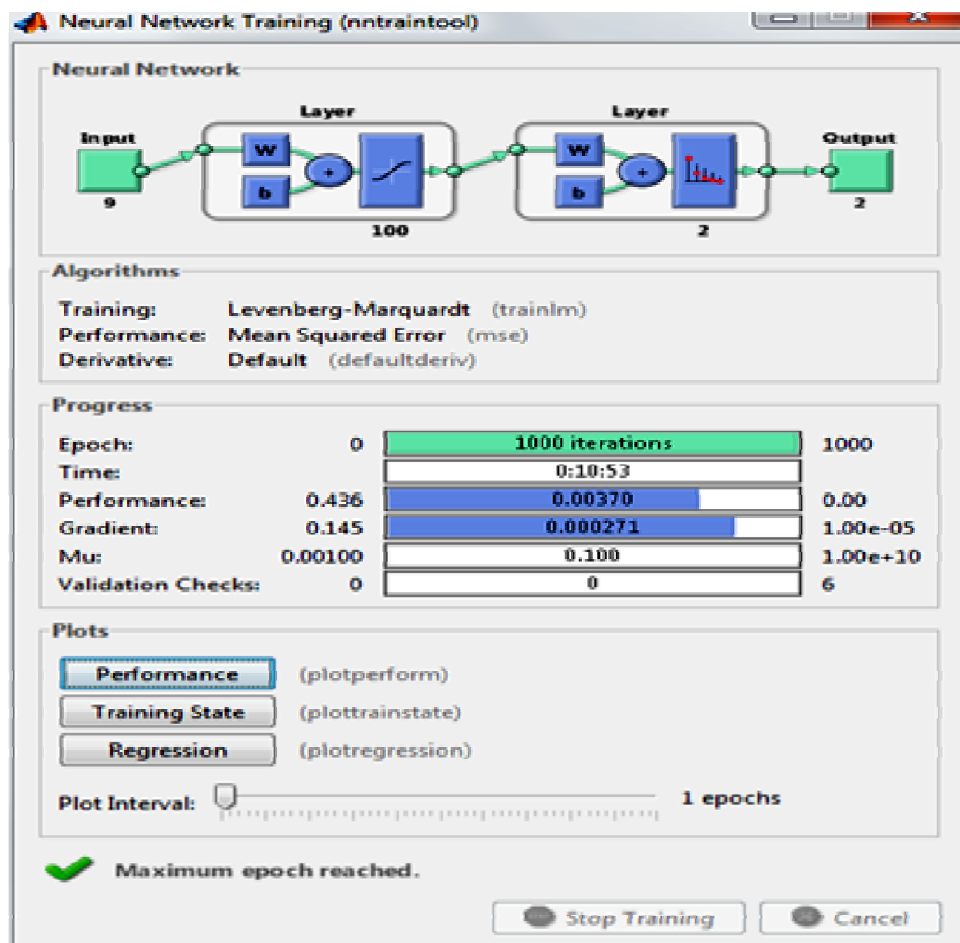 Neural Network Training (nntraintool)
Neural Network
Layer Layer
Input Output
W W
b b
+ +
9 2
100 2
Algorithms
Training: Levenberg-Marquardt (trainlm)
Performance: Mean Squared Error (mse)
Derivative: Default (defaultderiv)
Progress
Epoch: 0 1000 iterations 1000
Time: 0:10:53
Performance: 0.436 0.00370 0.00
Gradient: 0.145 0.000271 1.00e-05
Mu: 0.00100 0.100 1.00e+10
Validation Checks: 0 0 6
Plots
Performance (plotperform)
Training State (plottrainstate)
Regression (plotregression)
Plot Interval: 1 epochs
Maximum epoch reached.
Stop Training Cancel